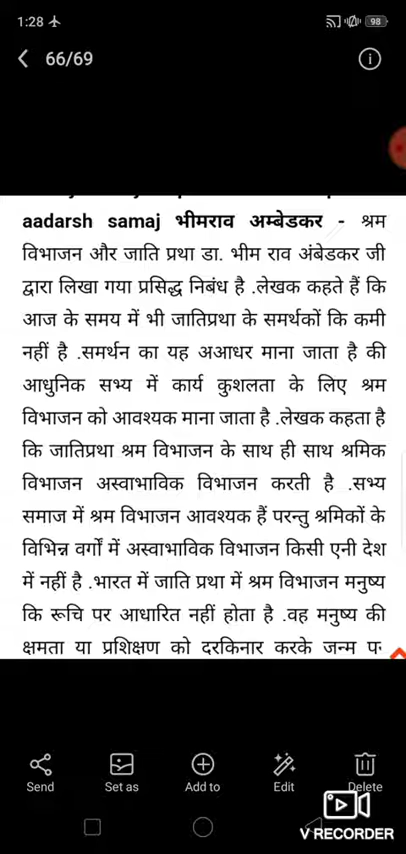 1:28
98
66/69
aadarsh samaj भीमराव अम्बेडकर - श्रम
विभाजन और जाति प्रथा डा. भीम राव अंबेडकर जी
द्वारा लिखा गया प्रसिद्ध निबंध है .लेखक कहते हैं कि
आज के समय में भी जातिप्रथा के समर्थकों कि कमी
नहीं है .समर्थन का यह अआधर माना जाता है की
आधुनिक सभ्य में कार्य कुशलता के लिए श्रम
विभाजन को आवश्यक माना जाता है .लेखक कहता है
कि जातिप्रथा श्रम विभाजन के साथ ही साथ श्रमिक
विभाजन अस्वाभाविक विभाजन करती है .सभ्य
समाज में श्रम विभाजन आवश्यक हैं परन्तु श्रमिकों के
विभिन्न वर्गों में अस्वाभाविक विभाजन किसी एनी देश
में नहीं है .भारत में जाति प्रथा में श्रम विभाजन मनुष्य
कि रूचि पर आधारित नहीं होता है .वह मनुष्य की
क्षमता या प्रशिक्षण को दरकिनार करके जन्म
Send
Set as
Add to
Edit
Delete
V RECORDER